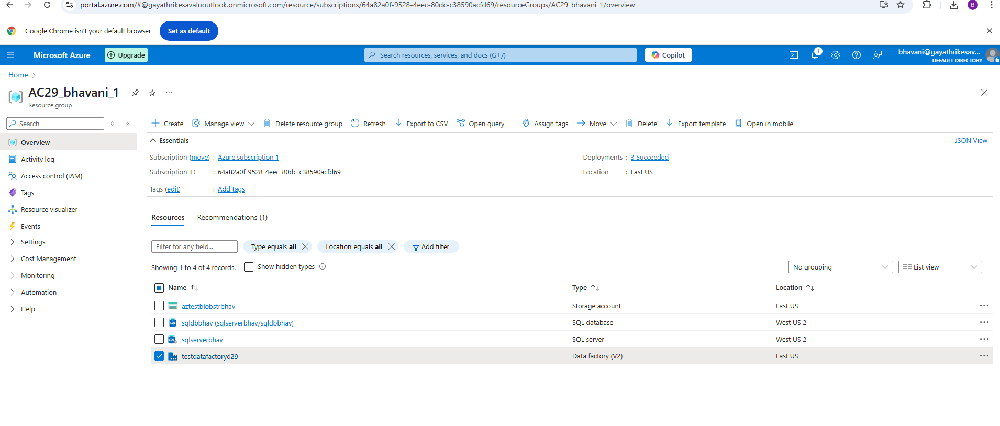 portal.azure.com/#@gayathrikesavaluoutlook.onmicrosoft.com/resource/subscriptions/64a82a0f-9528-4eec-80dc-c38590acfd69/resourceGroups/AC29_bhavani_1/overview
B
Google Chrome isn't your default browser
Set as default
Microsoft Azure
Upgrade
Search resources, services, and docs (G+/)
Copilot
1
bhavani@gayathrikesav...
DEFAULT DIRECTORY
Home
AC29_bhavani_1
Resource group
Search
Create
Manage view
Delete resource group
Refresh
Export to CSV
Open query
Assign tags
Move
Delete
Export template
Open in mobile
Overview
Activity log
Access control (IAM)
Tags
Resource visualizer
Events
Settings
Cost Management
Monitoring
Automation
Help
Essentials
JSON View
Subscription (move) : Azure subscription 1
Deployments : 3 Succeeded
Subscription ID : 64a82a0f-9528-4eec-80dc-c38590acfd69
Location : East US
Tags (edit) : Add tags
Resources
Recommendations (1)
Filter for any field...
Type equals all
Location equals all
Add filter
Showing 1 to 4 of 4 records.
Show hidden types
No grouping
List view
Name Type Location
aztestblobstrbhav Storage account East US
SQL sqldbbhav (sqlserverbhav/sqldbbhav) SQL database West US 2
SQL sqlserverbhav SQL server West US 2
testdatafactoryd29 Data factory (V2) East US